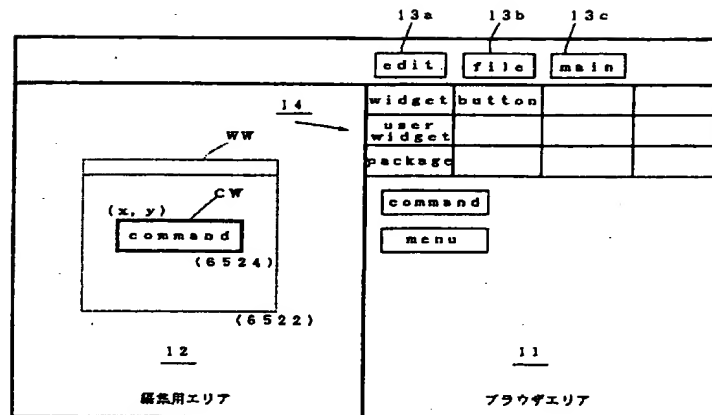 13a 13b 13c
edit file main
14
widget button
user
widget
package
WW
CW
(x, y)
command
(6524)
(6522)
command
menu
12
11
編集用エリア
ブラウザエリア